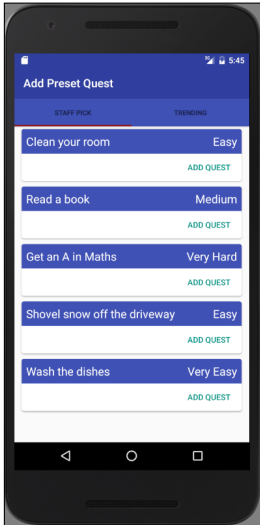 5:45
Add Preset Quest
STAFF PICK TRENDING
Clean your room Easy
ADD QUEST
Read a book Medium
ADD QUEST
Get an A in Maths Very Hard
ADD QUEST
Shovel snow off the driveway Easy
ADD QUEST
Wash the dishes Very Easy
ADD QUEST